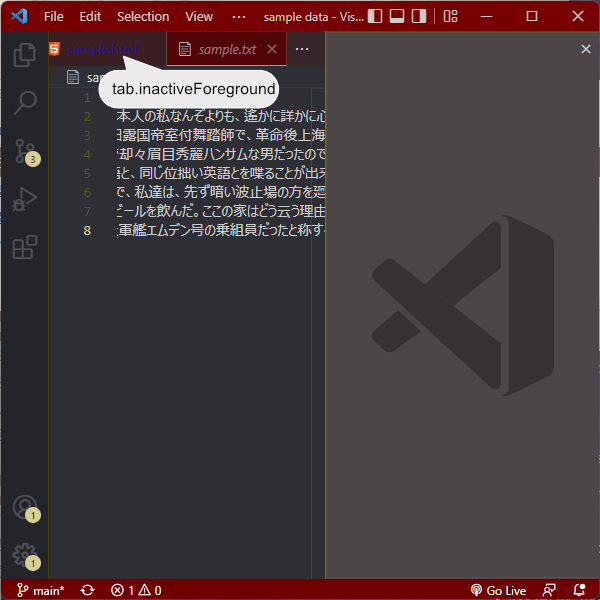 File Edit Selection View ··· sample data - Vis...
sample.html sample.txt ···
tab.inactiveForeground
1
2 本人の私なんぞよりも、遙かに詳かに心
3 露国帝室付舞踏師で、革命後上海
4 却々眉目秀麗ハンサムな男だったので
5 と、同じ位拙い英語とを喋ることが出来
6 で、私達は、先ず暗い波止場の方を廻
7 ビールを飲んだ。ここの家はどう云う理由
8 軍艦エムデン号の乗組員だったと称す
3
1
1
main* 1 0 Go Live